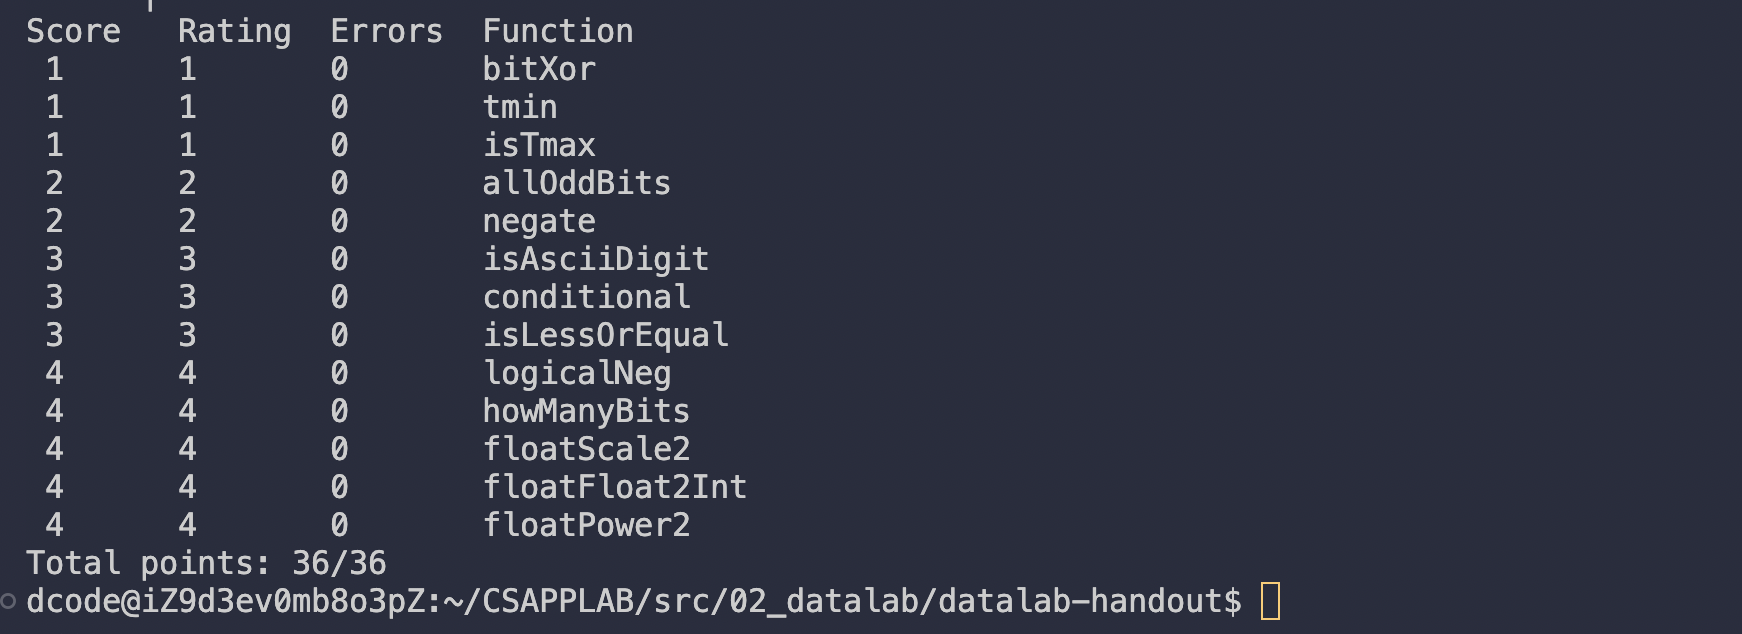 Score Rating Errors Function
1 1 0 bitXor
1 1 0 tmin
1 1 0 isTmax
2 2 0 allOddBits
2 2 0 negate
3 3 0 isAsciiDigit
3 3 0 conditional
3 3 0 isLessOrEqual
4 4 0 logicalNeg
4 4 0 howManyBits
4 4 0 floatScale2
4 4 0 floatFloat2Int
4 4 0 floatPower2
Total points: 36/36
dcode@iZ9d3ev0mb8o3pZ:~/CSAPPLAB/src/02_datalab/datalab-handout$